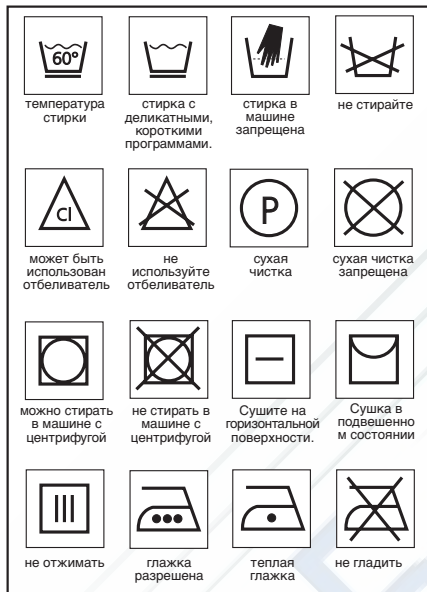 60°
температура
стирки
стирка с
деликатными,
короткими
программами.
стирка в
машине
запрещена
не стирайте
Cl
может быть
использован
отбеливатель
не
используйте
отбеливатель
P
сухая
чистка
сухая чистка
запрещена
можно стирать
в машине с
центрифугой
не стирать в
машине с
центрифугой
Сушите на
горизонтальной
поверхности.
Сушка в
подвешенно
м состоянии
не отжимать
глажка
разрешена
теплая
глажка
не гладить